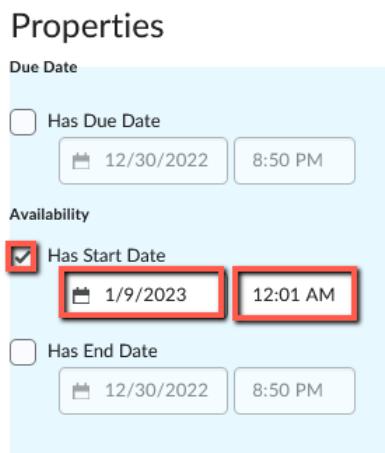 Properties
Due Date
Has Due Date
12/30/2022 8:50 PM
Availability
Has Start Date
1/9/2023 12:01 AM
Has End Date
12/30/2022 8:50 PM